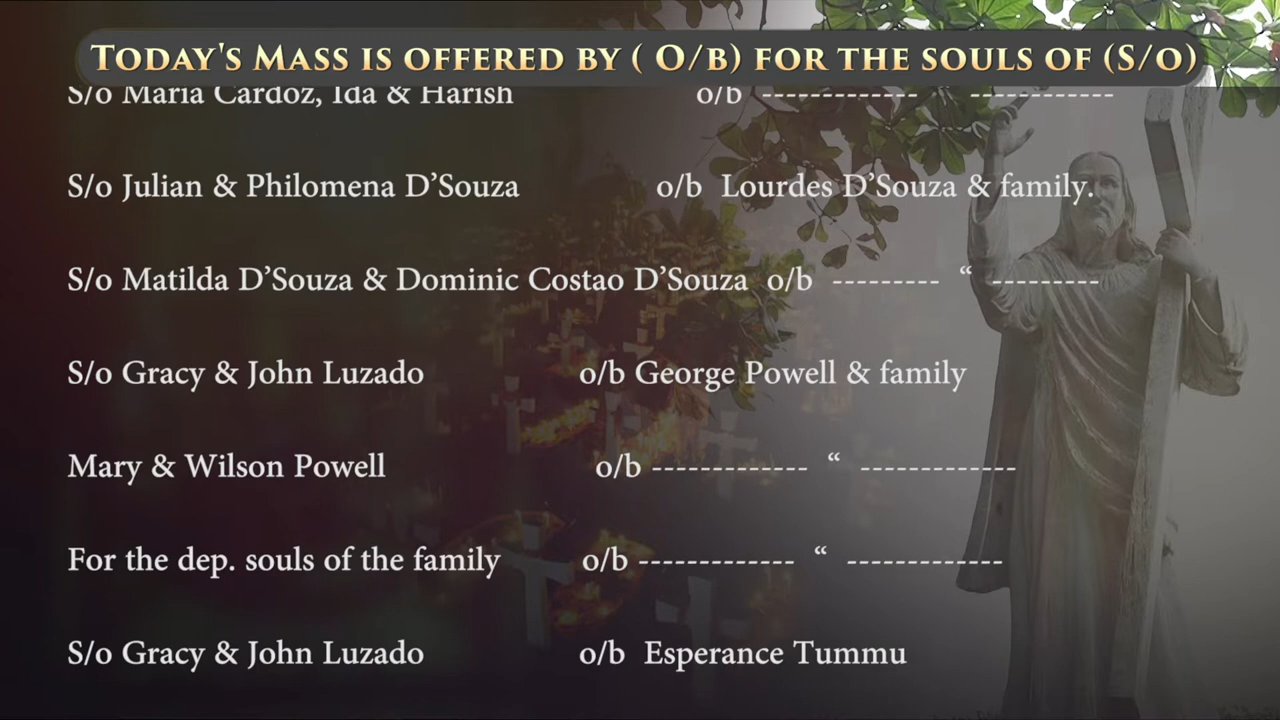 TODAY'S MASS IS OFFERED BY ( O/B) FOR THE SOULS OF (S/O)
S/o Maria Cardoz, Ida & Harish o/b ------------- ------------
S/o Julian & Philomena D’Souza o/b Lourdes D’Souza & family.
S/o Matilda D’Souza & Dominic Costao D’Souza o/b --------- “ ---------
S/o Gracy & John Luzado o/b George Powell & family
Mary & Wilson Powell o/b ------------- “ -------------
For the dep. souls of the family o/b ------------- “ -------------
S/o Gracy & John Luzado o/b Esperance Tummu